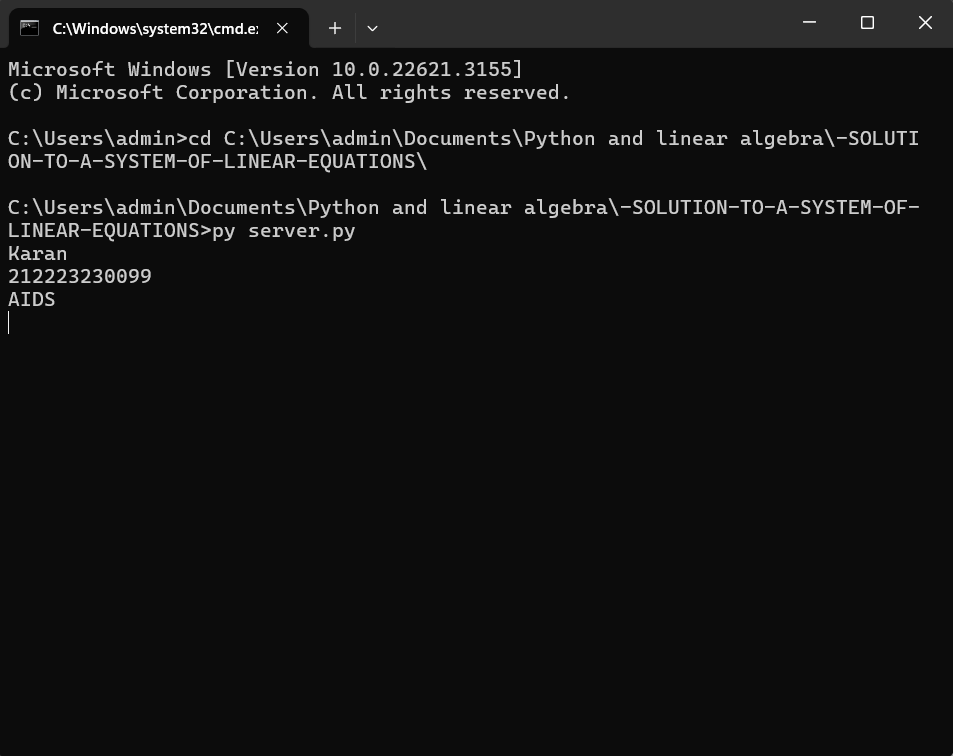 C:\Windows\system32\cmd.e
Microsoft Windows [Version 10.0.22621.3155]
(c) Microsoft Corporation. All rights reserved.
C:\Users\admin>cd C:\Users\admin\Documents\Python and linear algebra\-SOLUTI
ON-TO-A-SYSTEM-OF-LINEAR-EQUATIONS\
C:\Users\admin\Documents\Python and linear algebra\-SOLUTION-TO-A-SYSTEM-OF-
LINEAR-EQUATIONS>py server.py
Karan
212223230099
AIDS